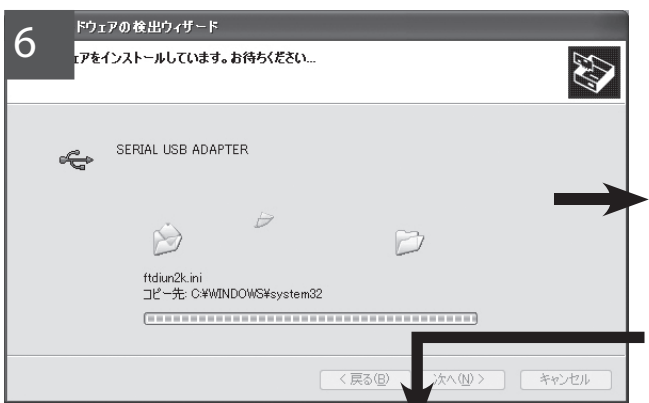 6
ドウェアの検出ウィザード
ェアをインストールしています。お待ちください...
SERIAL USB ADAPTER
ftdiun2k.ini
コピー先: C:¥WINDOWS¥system32
< 戻る(B)
次へ(N) >
キャンセル